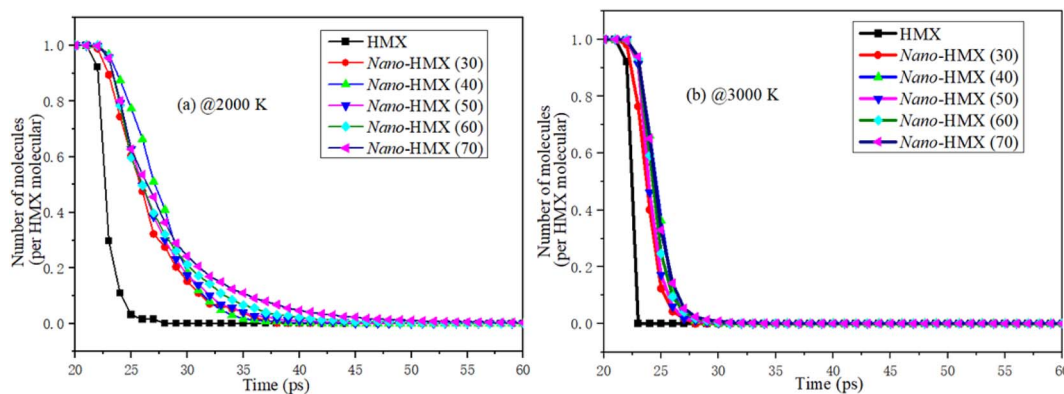 1.0
0.8
0.6
0.4
0.2
0.0
Number of molecules
(per HMX molecular)
(a) @2000 K
HMX
Nano-HMX (30)
Nano-HMX (40)
Nano-HMX (50)
Nano-HMX (60)
Nano-HMX (70)
20 25 30 35 40 45 50 55 60
Time (ps)
1.0
0.8
0.6
0.4
0.2
0.0
Number of molecules
(per HMX molecular)
(b) @3000 K
HMX
Nano-HMX (30)
Nano-HMX (40)
Nano-HMX (50)
Nano-HMX (60)
Nano-HMX (70)
20 25 30 35 40 45 50 55 60
Time (ps)